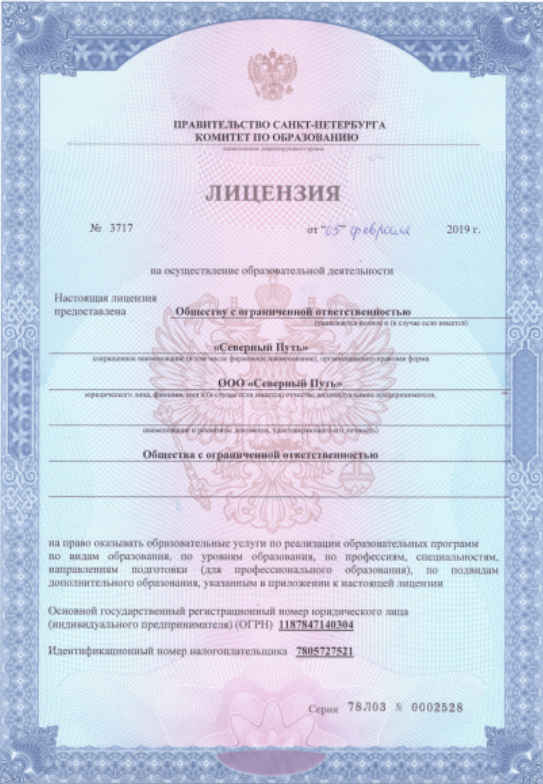 ПРАВИТЕЛЬСТВО САНКТ-ПЕТЕРБУРГА
КОМИТЕТ ПО ОБРАЗОВАНИЮ
наименование лицензирующего органа
ЛИЦЕНЗИЯ
№ 3717 от "05" февраля 2019 г.
на осуществление образовательной деятельности
Настоящая лицензия
предоставлена Обществу с ограниченной ответственностью
(указываются полное и (в случае если имеется)
«Северный Путь»
сокращенное наименование (в том числе фирменное наименование), организационно-правовая форма
ООО «Северный Путь»
юридического лица, фамилия, имя и (в случае если имеется) отчество индивидуального предпринимателя,
наименование и реквизиты документа, удостоверяющего его личность)
Общества с ограниченной ответственностью
на право оказывать образовательные услуги по реализации образовательных программ
по видам образования, по уровням образования, по профессиям, специальностям,
направлениям подготовки (для профессионального образования), по подвидам
дополнительного образования, указанным в приложении к настоящей лицензии
Основной государственный регистрационный номер юридического лица
(индивидуального предпринимателя) (ОГРН) 1187847140304
Идентификационный номер налогоплательщика 7805727521
Серия 78Л03 № 0002528